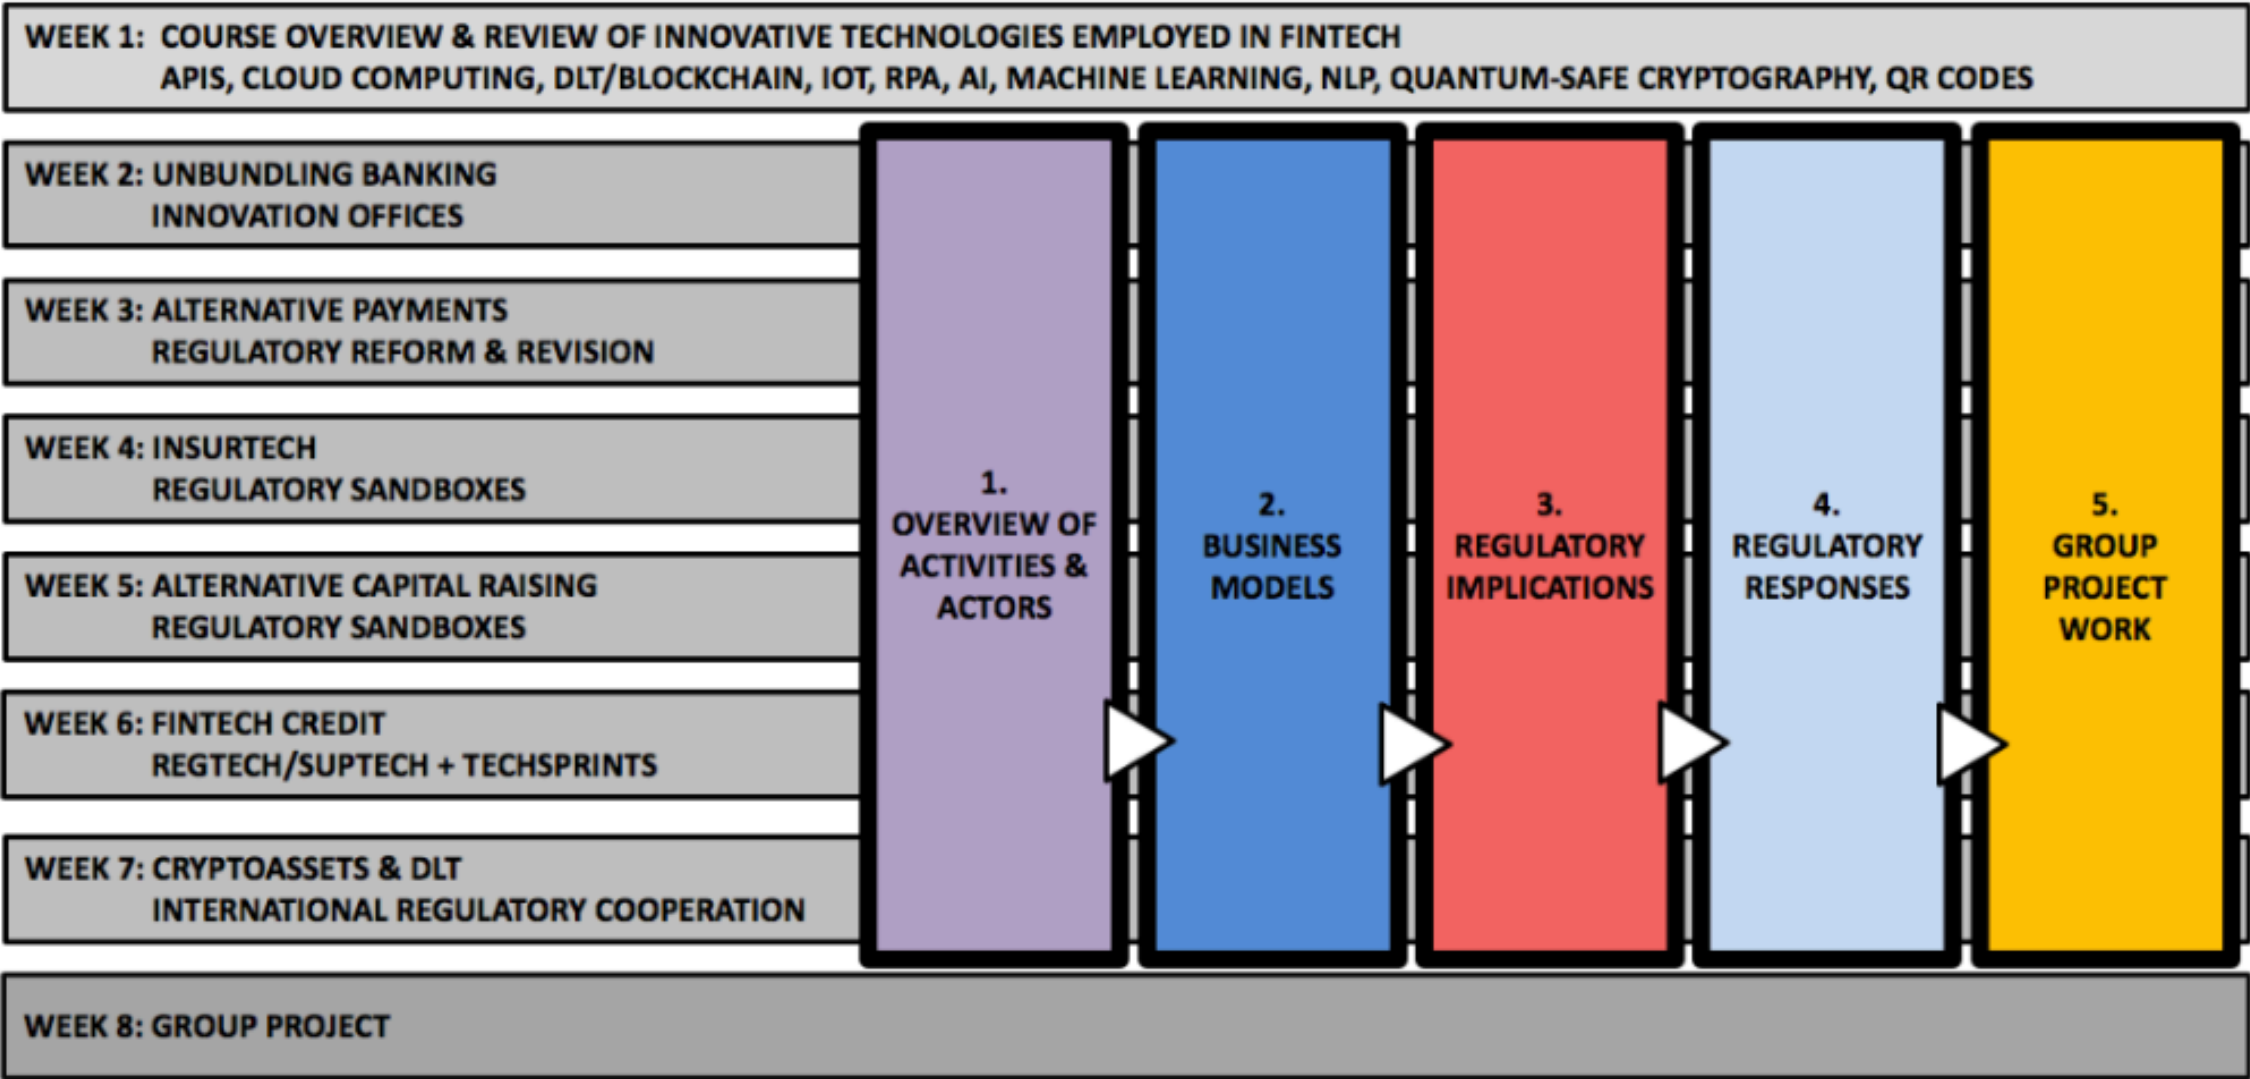 WEEK 1: COURSE OVERVIEW & REVIEW OF INNOVATIVE TECHNOLOGIES EMPLOYED IN FINTECH
APIS, CLOUD COMPUTING, DLT/BLOCKCHAIN, IOT, RPA, AI, MACHINE LEARNING, NLP, QUANTUM-SAFE CRYPTOGRAPHY, QR CODES
WEEK 2: UNBUNDLING BANKING
INNOVATION OFFICES
WEEK 3: ALTERNATIVE PAYMENTS
REGULATORY REFORM & REVISION
WEEK 4: INSURTECH
REGULATORY SANDBOXES
WEEK 5: ALTERNATIVE CAPITAL RAISING
REGULATORY SANDBOXES
WEEK 6: FINTECH CREDIT
REGTECH/SUPTECH + TECHSPRINTS
WEEK 7: CRYPTOASSETS & DLT
INTERNATIONAL REGULATORY COOPERATION
1.
OVERVIEW OF
ACTIVITIES &
ACTORS
2.
BUSINESS
MODELS
3.
REGULATORY
IMPLICATIONS
4.
REGULATORY
RESPONSES
5.
GROUP
PROJECT
WORK
WEEK 8: GROUP PROJECT